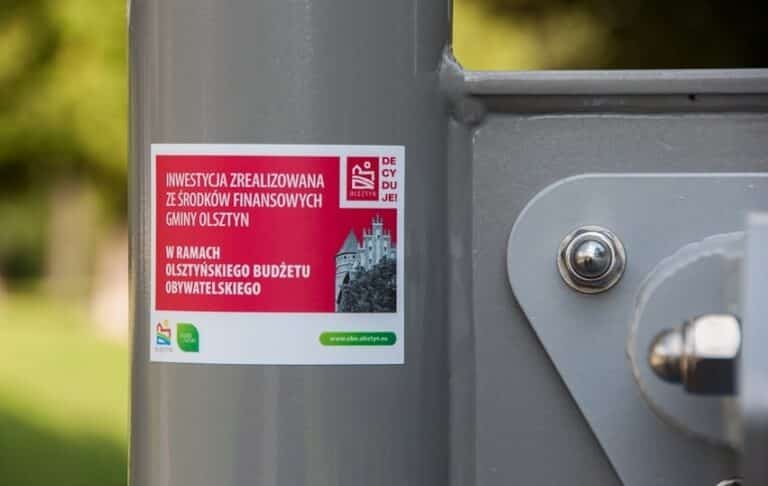 INWESTYCJA ZREALIZOWANA
ZE ŚRODKÓW FINANSOWYCH
GMINY OLSZTYN
W RAMACH
OLSZTYŃSKIEGO BUDŻETU
OBYWATELSKIEGO
OLSZTYN
DE
CY
DU
JE!
www.obo.olsztyn.eu